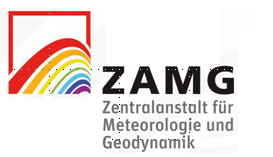 ZAMG
Zentralanstalt für
Meteorologie und
Geodynamik